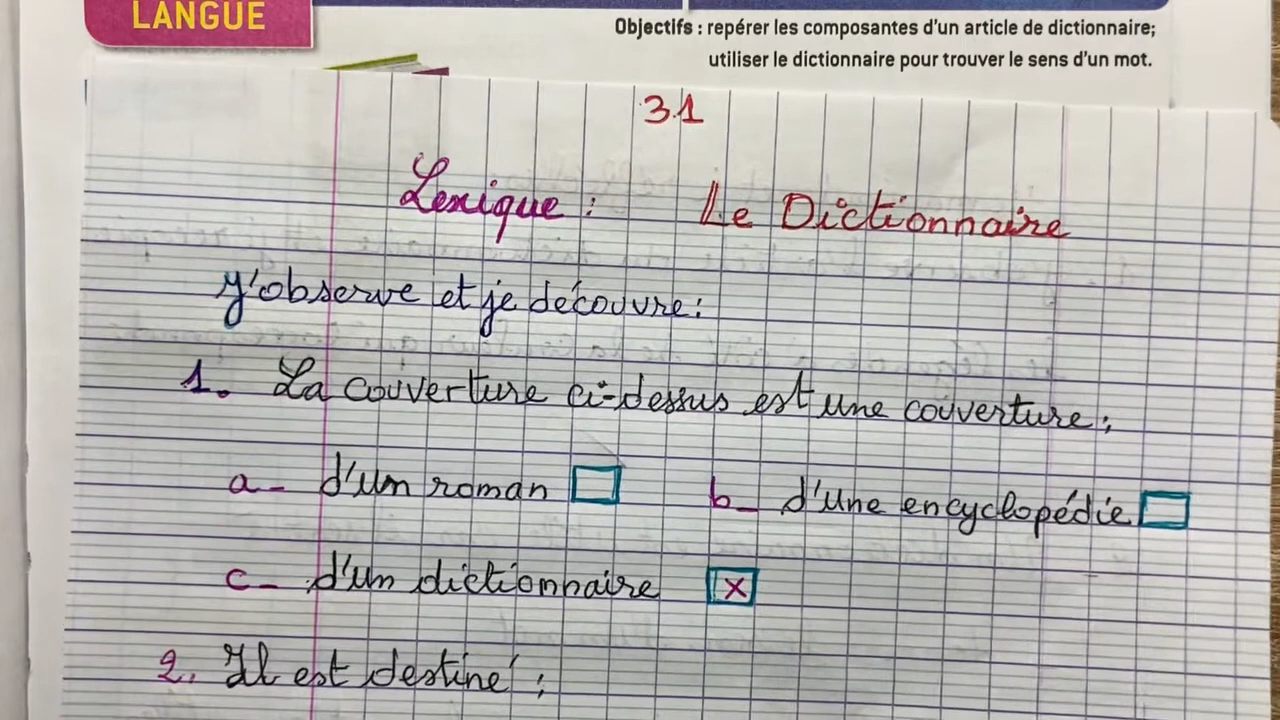 LANGUE
Objectifs : repérer les composantes d'un article de dictionnaire;
utiliser le dictionnaire pour trouver le sens d'un mot.
31
Lexique : Le Dictionnaire
J'observe et je découvre :
1. La couverture ci-dessus est une couverture :
a- d'un roman b- d'une encyclopédie
c- d'un dictionnaire x
2. Il est destiné :